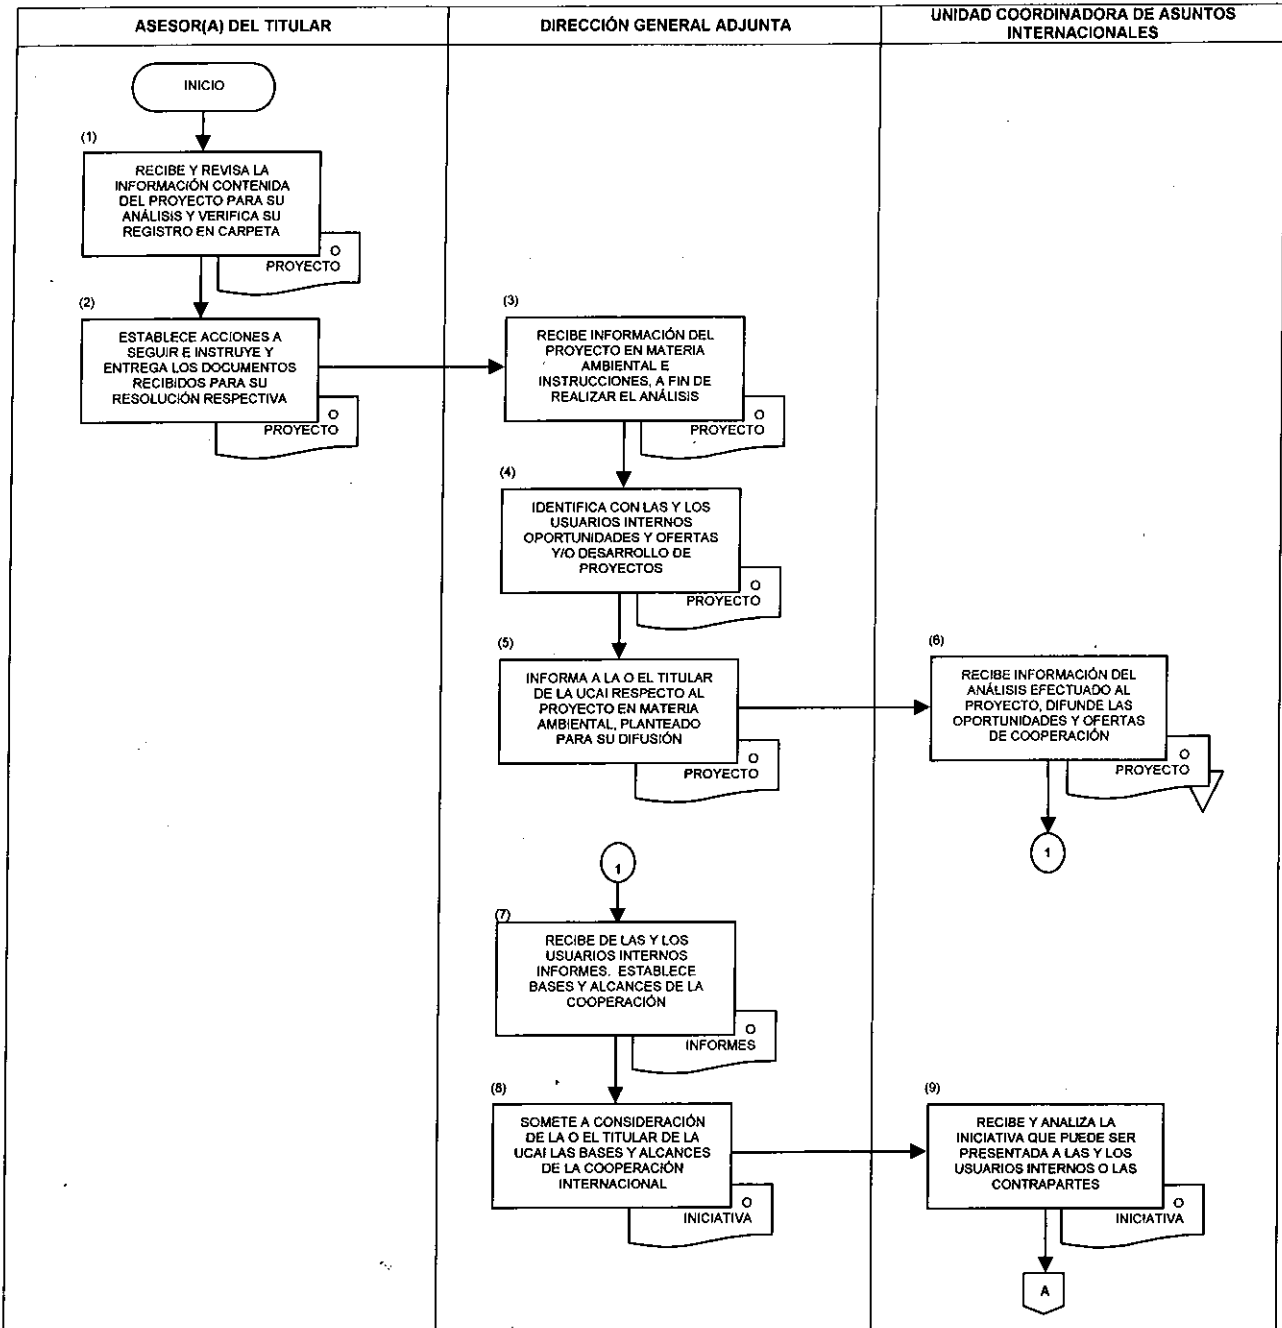 ASESOR(A) DEL TITULAR
DIRECCIÓN GENERAL ADJUNTA
UNIDAD COORDINADORA DE ASUNTOS
INTERNACIONALES
INICIO
(1)
RECIBE Y REVISA LA
INFORMACIÓN CONTENIDA
DEL PROYECTO PARA SU
ANÁLISIS Y VERIFICA SU
REGISTRO EN CARPETA
O
PROYECTO
(2)
ESTABLECE ACCIONES A
SEGUIR E INSTRUYE Y
ENTREGA LOS DOCUMENTOS
RECIBIDOS PARA SU
RESOLUCIÓN RESPECTIVA
O
PROYECTO
(3)
RECIBE INFORMACIÓN DEL
PROYECTO EN MATERIA
AMBIENTAL E
INSTRUCCIONES, A FIN DE
REALIZAR EL ANÁLISIS
O
PROYECTO
(4)
IDENTIFICA CON LAS Y LOS
USUARIOS INTERNOS
OPORTUNIDADES Y OFERTAS
Y/O DESARROLLO DE
PROYECTOS
O
PROYECTO
(5)
INFORMA A LA O EL TITULAR
DE LA UCAI RESPECTO AL
PROYECTO EN MATERIA
AMBIENTAL, PLANTEADO
PARA SU DIFUSIÓN
O
PROYECTO
(6)
RECIBE INFORMACIÓN DEL
ANÁLISIS EFECTUADO AL
PROYECTO, DIFUNDE LAS
OPORTUNIDADES Y OFERTAS
DE COOPERACIÓN
O
PROYECTO
1
1
(7)
RECIBE DE LAS Y LOS
USUARIOS INTERNOS
INFORMES. ESTABLECE
BASES Y ALCANCES DE LA
COOPERACIÓN
O
INFORMES
(8)
SOMETE A CONSIDERACIÓN
DE LA O EL TITULAR DE LA
UCAI LAS BASES Y ALCANCES
DE LA COOPERACIÓN
INTERNACIONAL
O
INICIATIVA
(9)
RECIBE Y ANALIZA LA
INICIATIVA QUE PUEDE SER
PRESENTADA A LAS Y LOS
USUARIOS INTERNOS O LAS
CONTRAPARTES
O
INICIATIVA
A